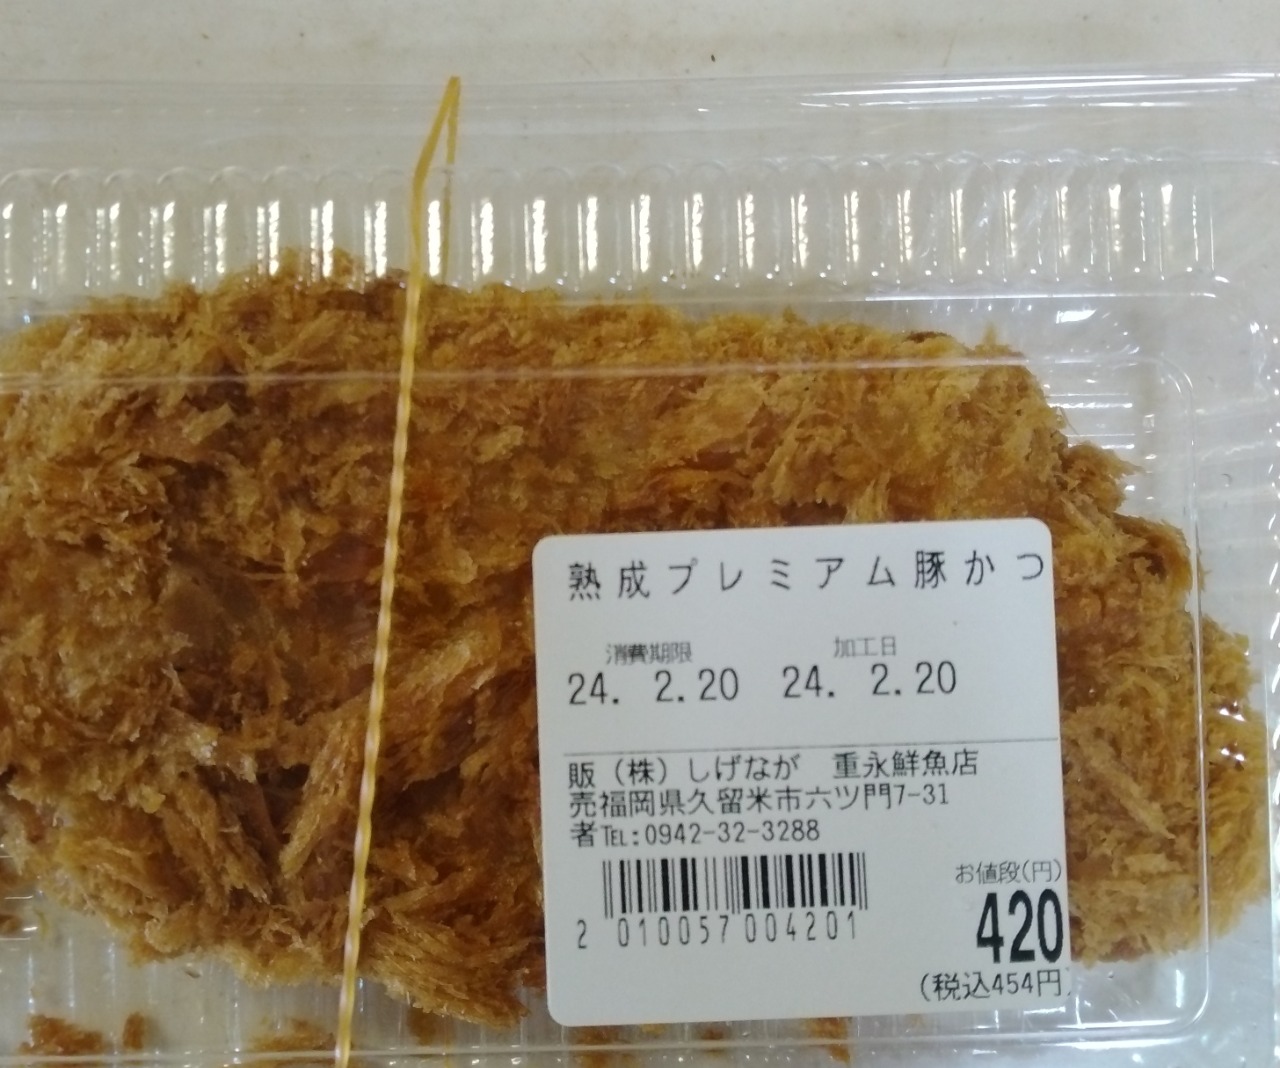 熟成プレミアム豚かつ
消費期限 加工日
24. 2.20 24. 2.20
販（株）しげなが 重永鮮魚店
売福岡県久留米市六ツ門7-31
者TEL:0942-32-3288
お値段(円)
420
2 010057 004201
(税込454円)